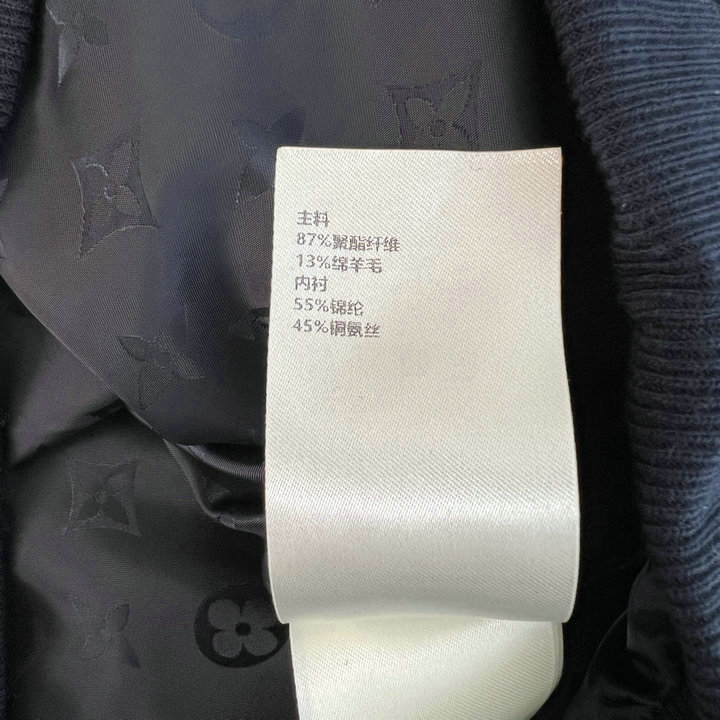 主料
87%聚酯纤维
13%绵羊毛
内衬
55%锦纶
45%铜氨丝